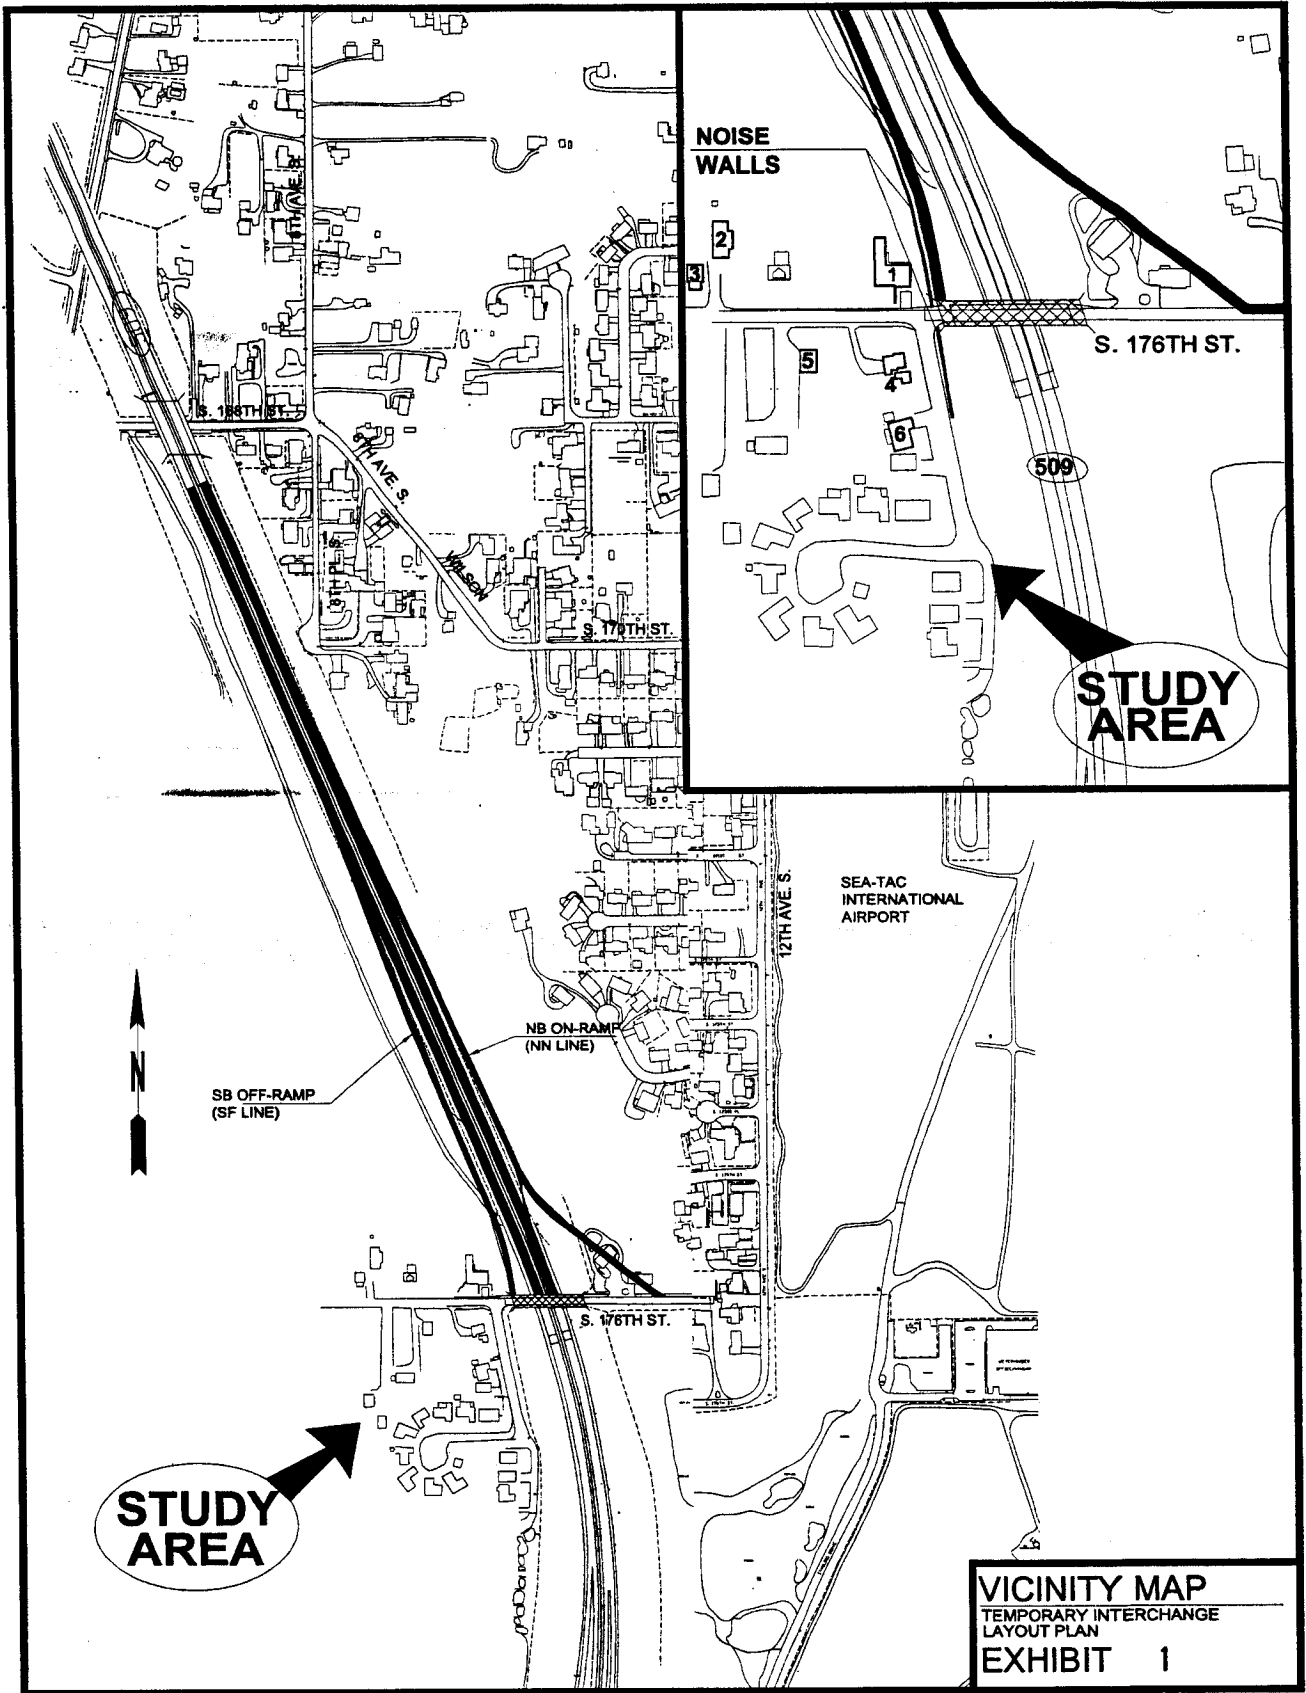 NOISE
WALLS
2
3
1
S. 176TH ST.
5
4
6
509
STUDY
AREA
8TH AVE. S.
S. 168TH ST.
8TH AVE. S.
8TH PL. S.
WILSON
S. 170TH ST.
12TH AVE. S.
SEA-TAC
INTERNATIONAL
AIRPORT
N
NB ON-RAMP
(NN LINE)
SB OFF-RAMP
(SF LINE)
S. 176TH ST.
STUDY
AREA
VICINITY MAP
TEMPORARY INTERCHANGE
LAYOUT PLAN
EXHIBIT 1